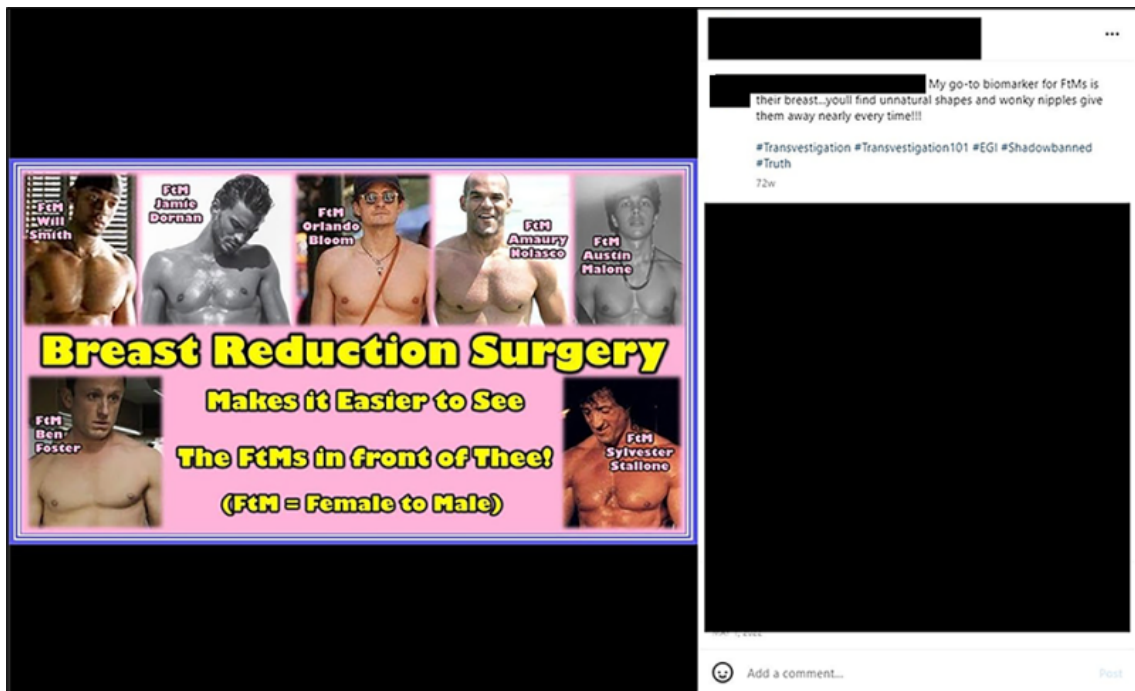 FtM
Will
Smith
FtM
Jamie
Dornan
FtM
Orlando
Bloom
FtM
Amaury
Nolasco
FtM
Austin
Malone
Breast Reduction Surgery
FtM
Ben
Foster
Makes it Easier to See
The FtMs in front of Thee!
(FtM = Female to Male)
FtM
Sylvester
Stallone
My go-to biomarker for FtMs is
their breast...youll find unnatural shapes and wonky nipples give
them away nearly every time!!!
#Transvestigation #Transvestigation101 #EGI #Shadowbanned
#Truth
72w
Add a comment...
Post